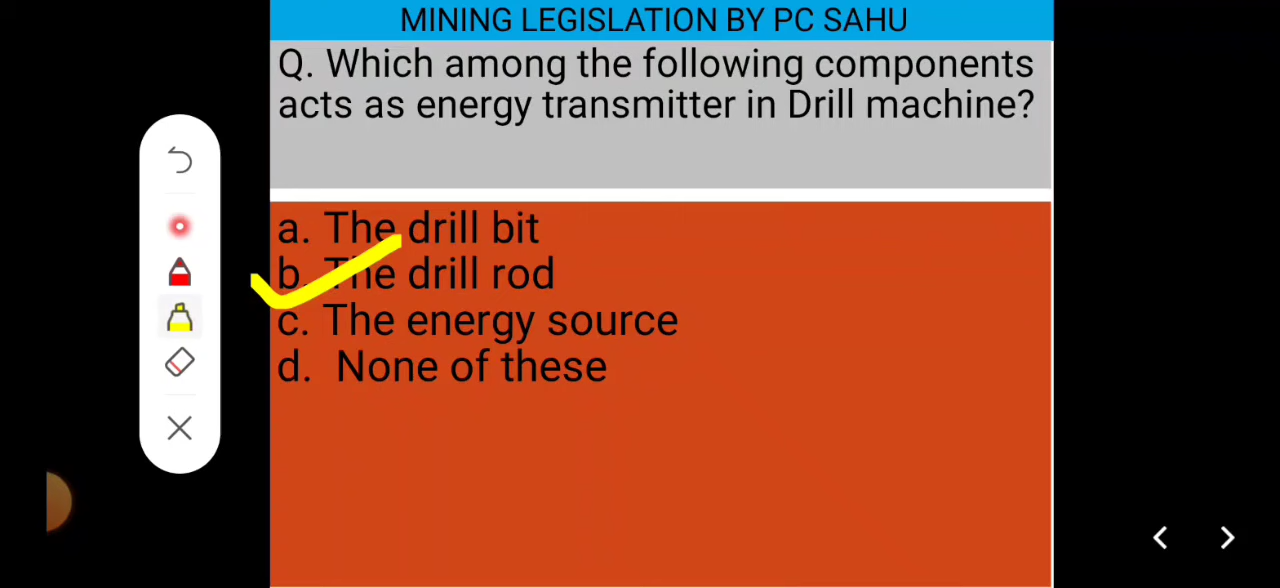 MINING LEGISLATION BY PC SAHU
Q. Which among the following components
acts as energy transmitter in Drill machine?
a. The drill bit
b. The drill rod
c. The energy source
d. None of these